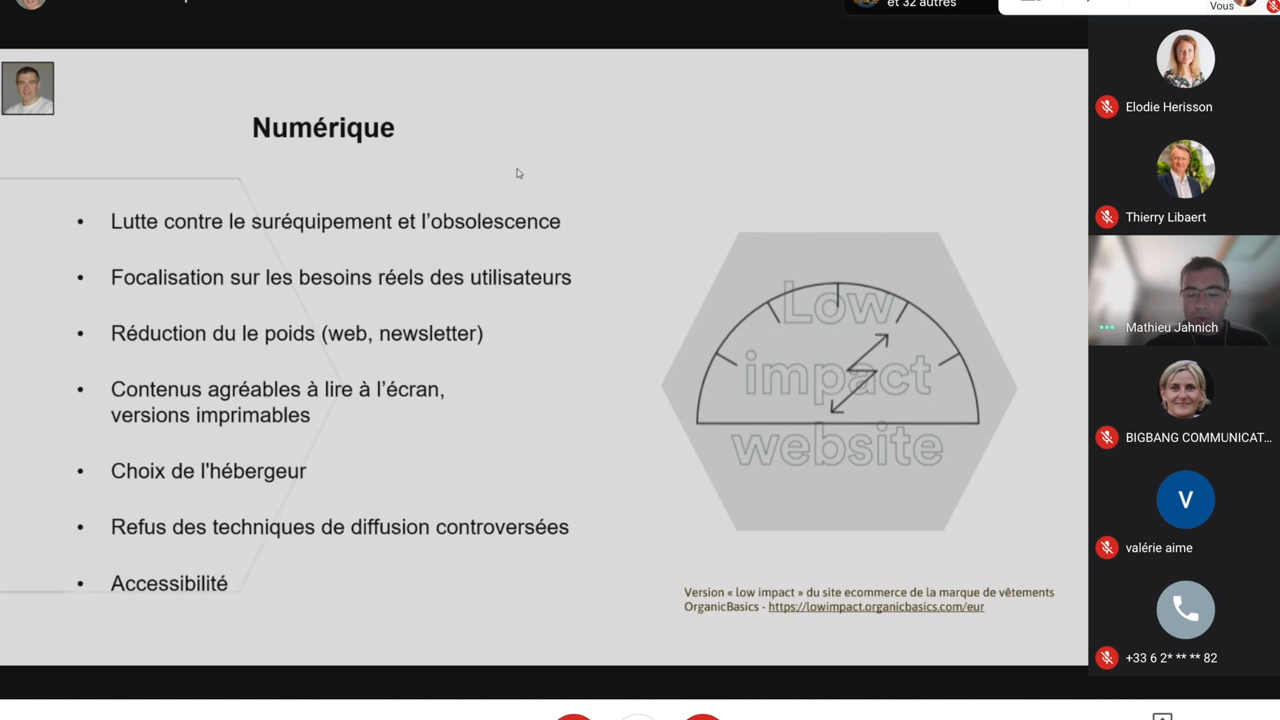 et 32 autres
Vous
Numérique
• Lutte contre le suréquipement et l'obsolescence
• Focalisation sur les besoins réels des utilisateurs
• Réduction du le poids (web, newsletter)
• Contenus agréables à lire à l'écran,
versions imprimables
• Choix de l'hébergeur
• Refus des techniques de diffusion controversées
• Accessibilité
Low
impact
website
Version « low impact » du site ecommerce de la marque de vêtements
OrganicBasics - https://lowimpact.organicbasics.com/eur
Elodie Herisson
Thierry Libaert
Mathieu Jahnich
BIGBANG COMMUNICAT...
V
valérie aime
+33 6 2* ** ** 82